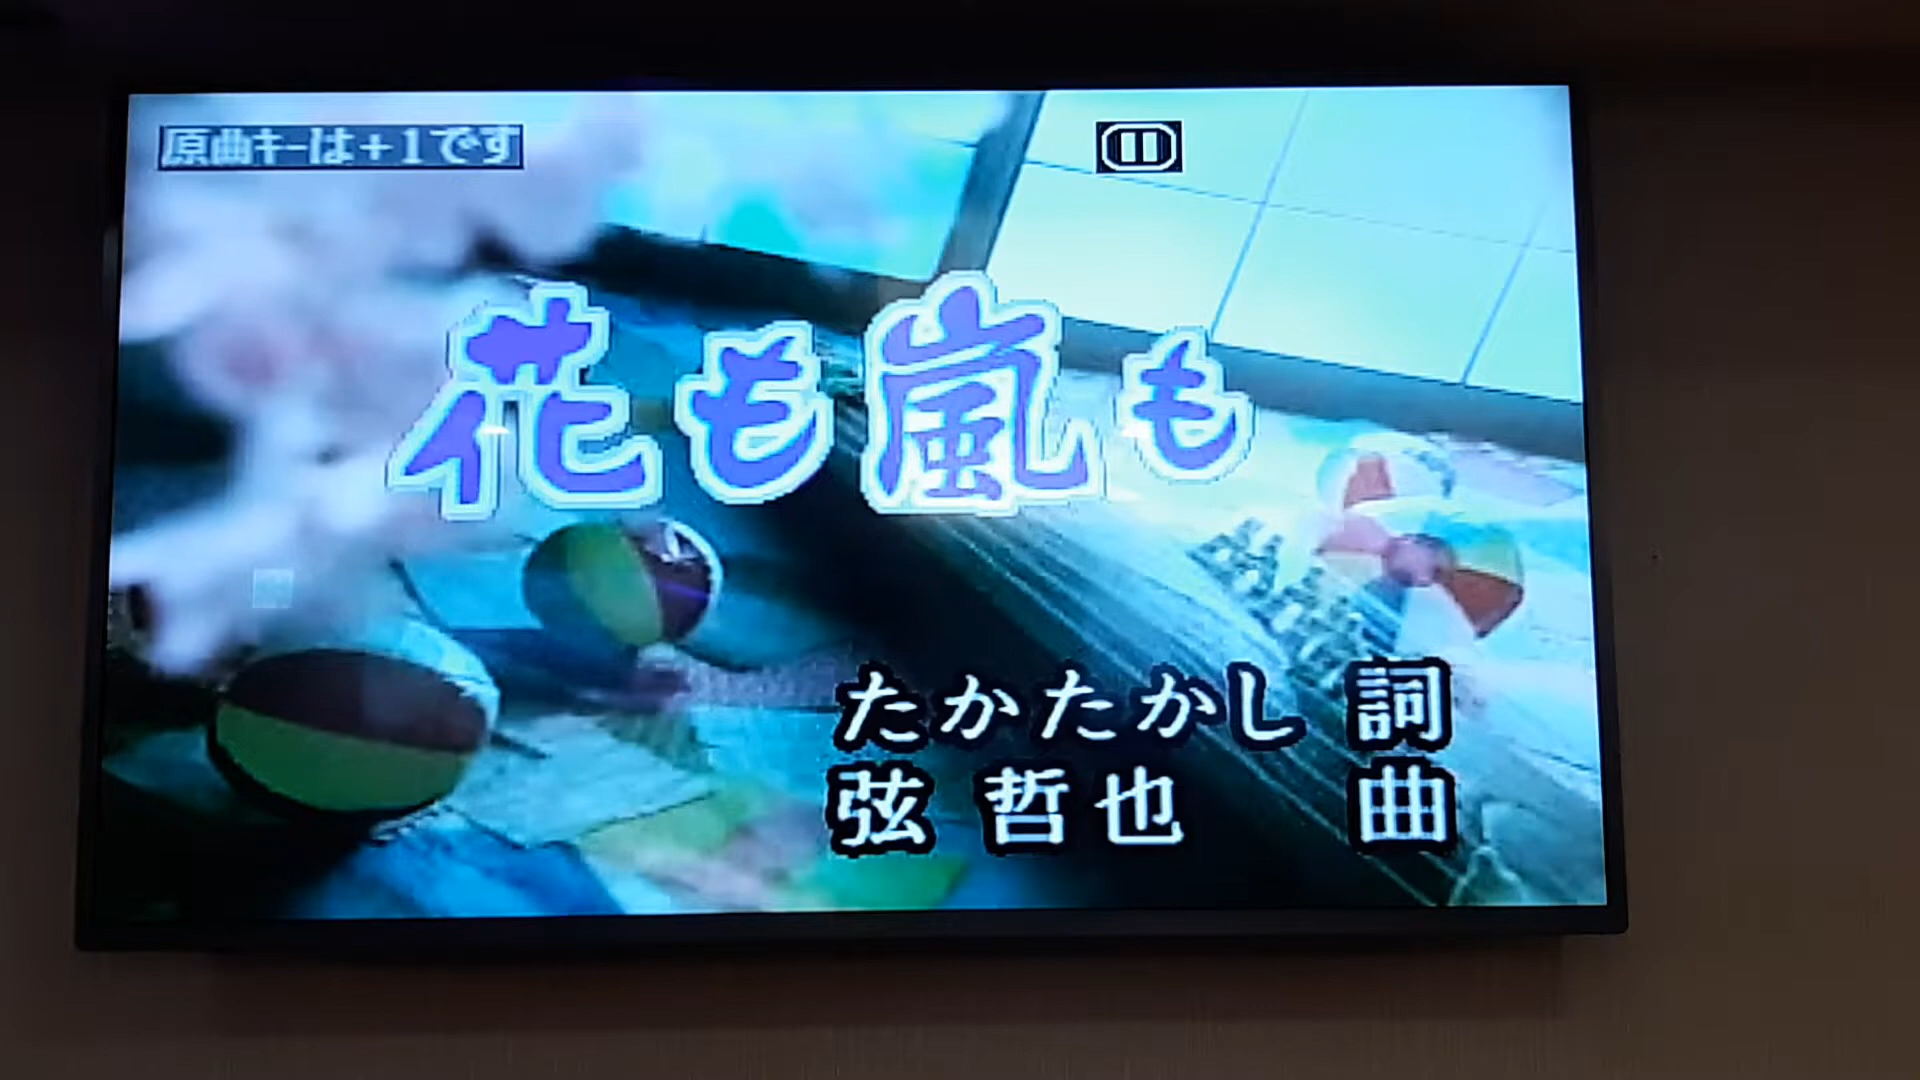 原曲キーは+1です
花も嵐も
たかたかし 詞
弦 哲也 曲